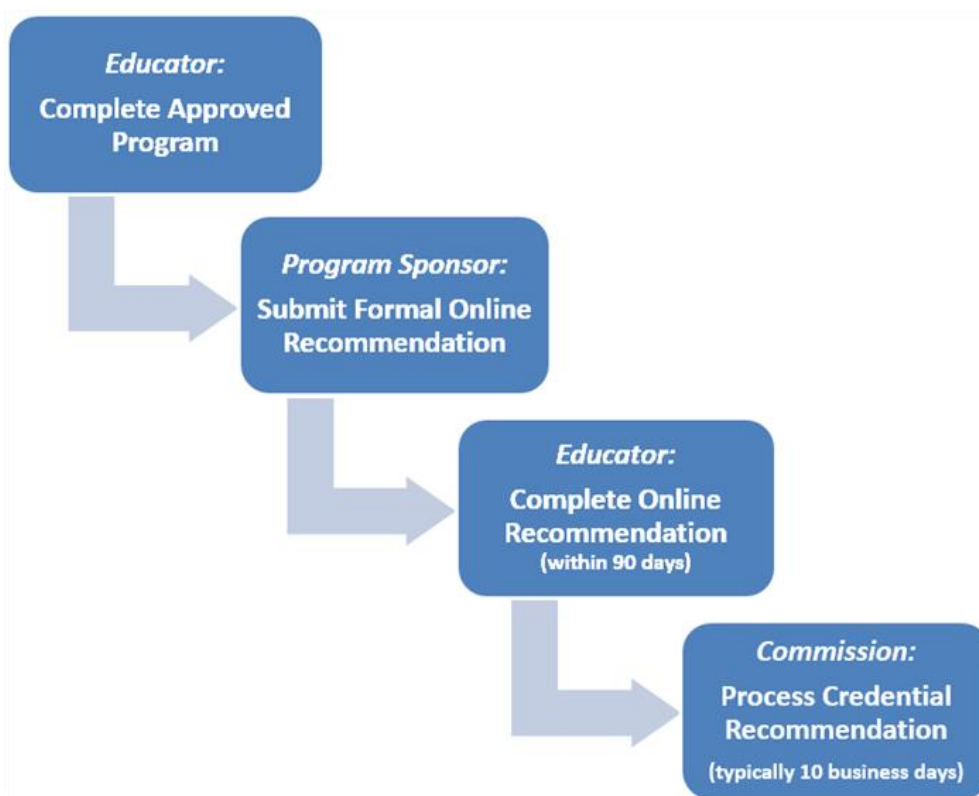 Educator:
Complete Approved
Program
Program Sponsor:
Submit Formal Online
Recommendation
Educator:
Complete Online
Recommendation
(within 90 days)
Commission:
Process Credential
Recommendation
(typically 10 business days)